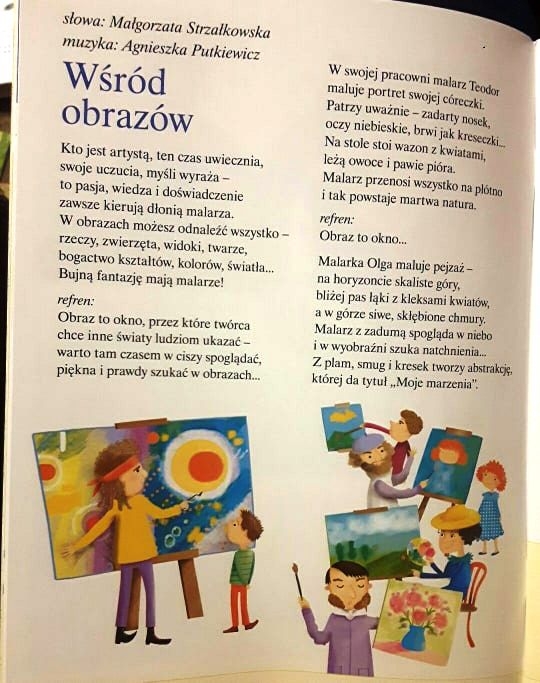 słowa: Małgorzata Strzałkowska
muzyka: Agnieszka Putkiewicz
Wśród
obrazów
Kto jest artystą, ten czas uwiecznia,
swoje uczucia, myśli wyraża –
to pasja, wiedza i doświadczenie
zawsze kierują dłonią malarza.
W obrazach możesz odnaleźć wszystko –
rzeczy, zwierzęta, widoki, twarze,
bogactwo kształtów, kolorów, światła...
Bujną fantazję mają malarze!
refren:
Obraz to okno, przez które twórca
chce inne światy ludziom ukazać –
warto tam czasem w ciszy spoglądać,
piękna i prawdy szukać w obrazach...
W swojej pracowni malarz Teodor
maluje portret swojej córeczki.
Patrzy uważnie – zadarty nosek,
oczy niebieskie, brwi jak kreseczki...
Na stole stoi wazon z kwiatami,
leżą owoce i pawie pióra.
Malarz przenosi wszystko na płótno
i tak powstaje martwa natura.
refren:
Obraz to okno...
Malarka Olga maluje pejzaż –
na horyzoncie skaliste góry,
bliżej pas łąki z kleksami kwiatów,
a w górze siwe, skłębione chmury.
Malarz z zadumą spogląda w niebo
i w wyobraźni szuka natchnienia...
Z plam, smug i kresek tworzy abstrakcję,
której da tytuł „Moje marzenia”.